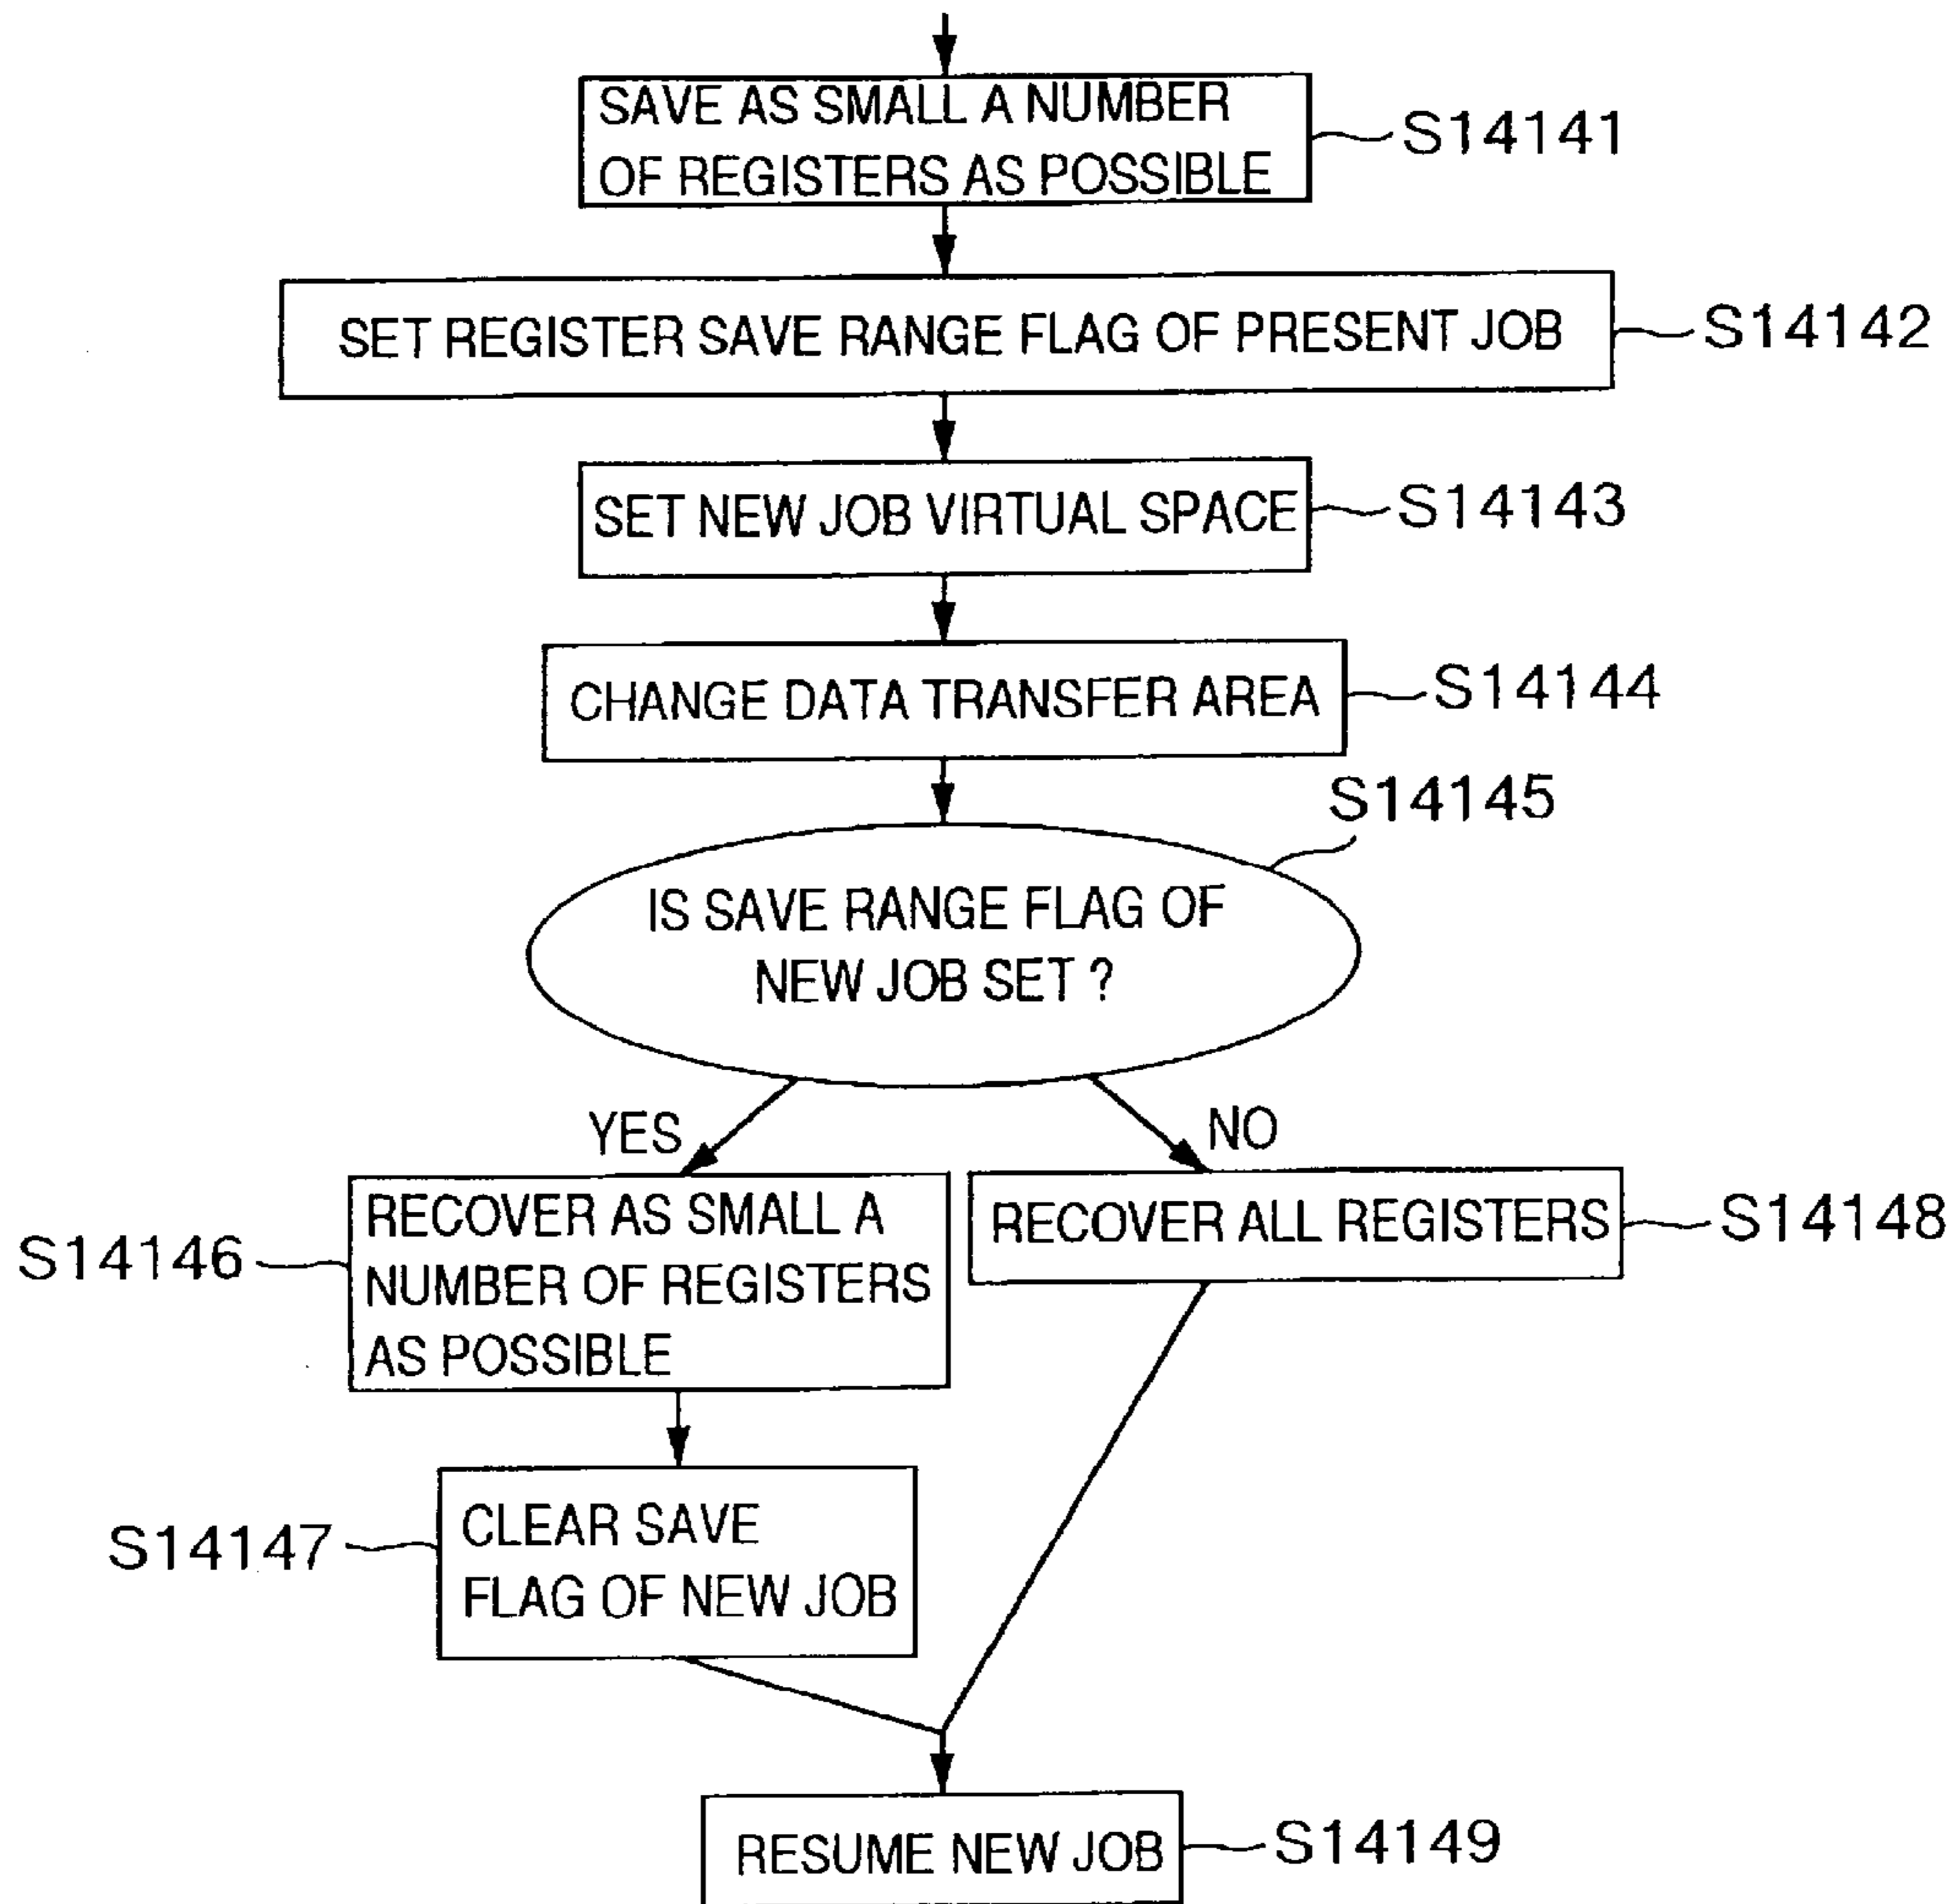 SAVE AS SMALL A NUMBER
OF REGISTERS AS POSSIBLE
S14141
SET REGISTER SAVE RANGE FLAG OF PRESENT JOB
S14142
SET NEW JOB VIRTUAL SPACE
S14143
CHANGE DATA TRANSFER AREA
S14144
S14145
IS SAVE RANGE FLAG OF
NEW JOB SET ?
YES
NO
RECOVER AS SMALL A
NUMBER OF REGISTERS
AS POSSIBLE
S14146
RECOVER ALL REGISTERS
S14148
CLEAR SAVE
FLAG OF NEW JOB
S14147
RESUME NEW JOB
S14149